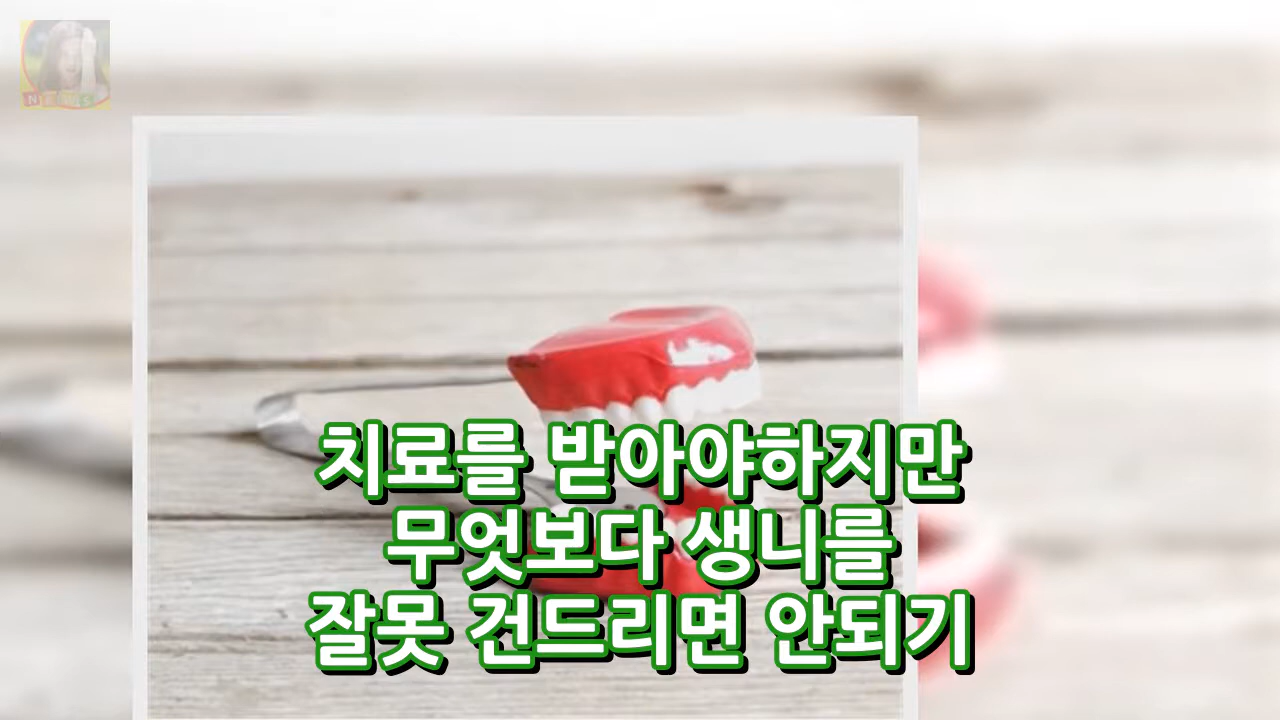 치료를 받아야하지만
무엇보다 생니를
잘못 건드리면 안되기